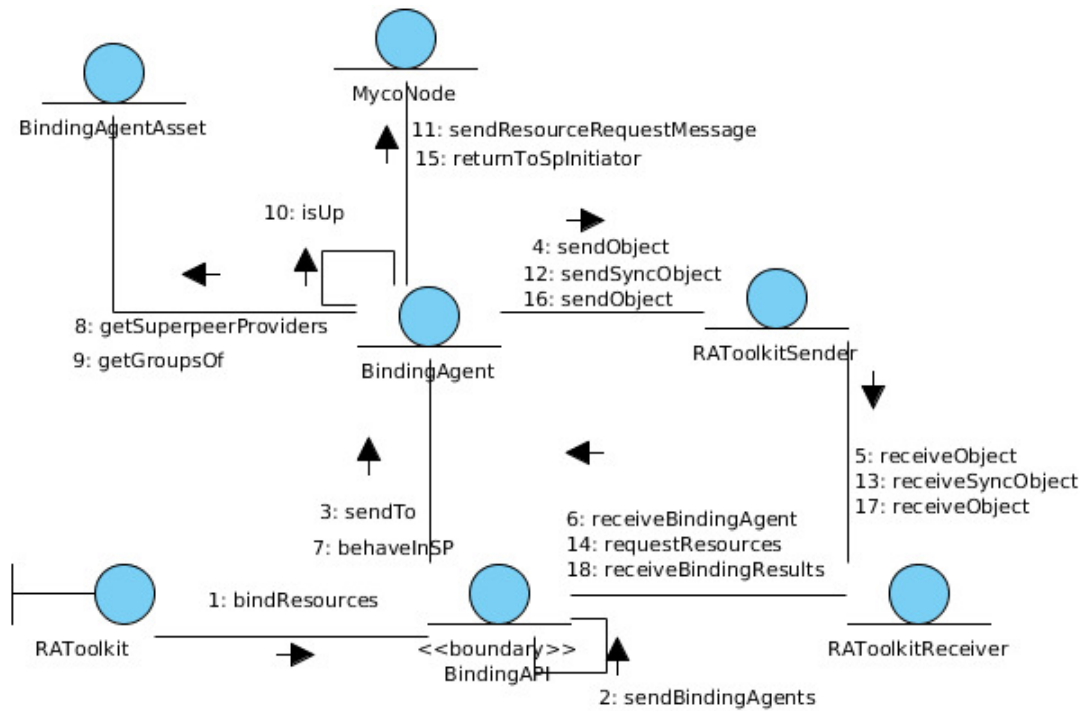 MycoNode
BindingAgentAsset
11: sendResourceRequestMessage
15: returnToSpInitiator
10: isUp
4: sendObject
12: sendSyncObject
16: sendObject
8: getSuperpeerProviders
9: getGroupsOf
BindingAgent
RAToolkitSender
5: receiveObject
13: receiveSyncObject
17: receiveObject
3: sendTo
7: behaveInSP
6: receiveBindingAgent
14: requestResources
18: receiveBindingResults
1: bindResources
RAToolkit
<<boundary>>
BindingAPI
RAToolkitReceiver
2: sendBindingAgents